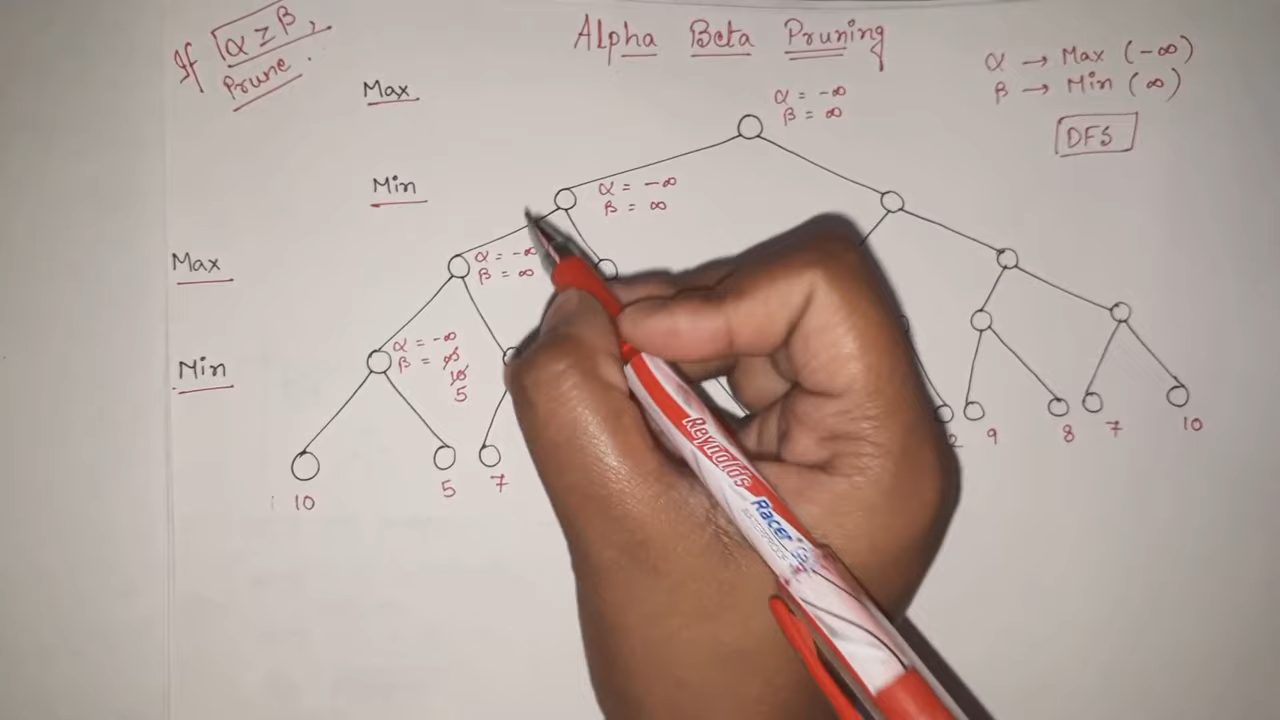 If α ≥ β,
Prune.
Alpha Beta Pruning
α → Max (-∞)
β → Min (∞)
DFS
Max
α = -∞
β = ∞
Min
α = -∞
β = ∞
Max
α = -∞
β = ∞
Min
α = -∞
β = ∞
10
5
10 5 7 2 9 8 7 10
Reynolds Racer